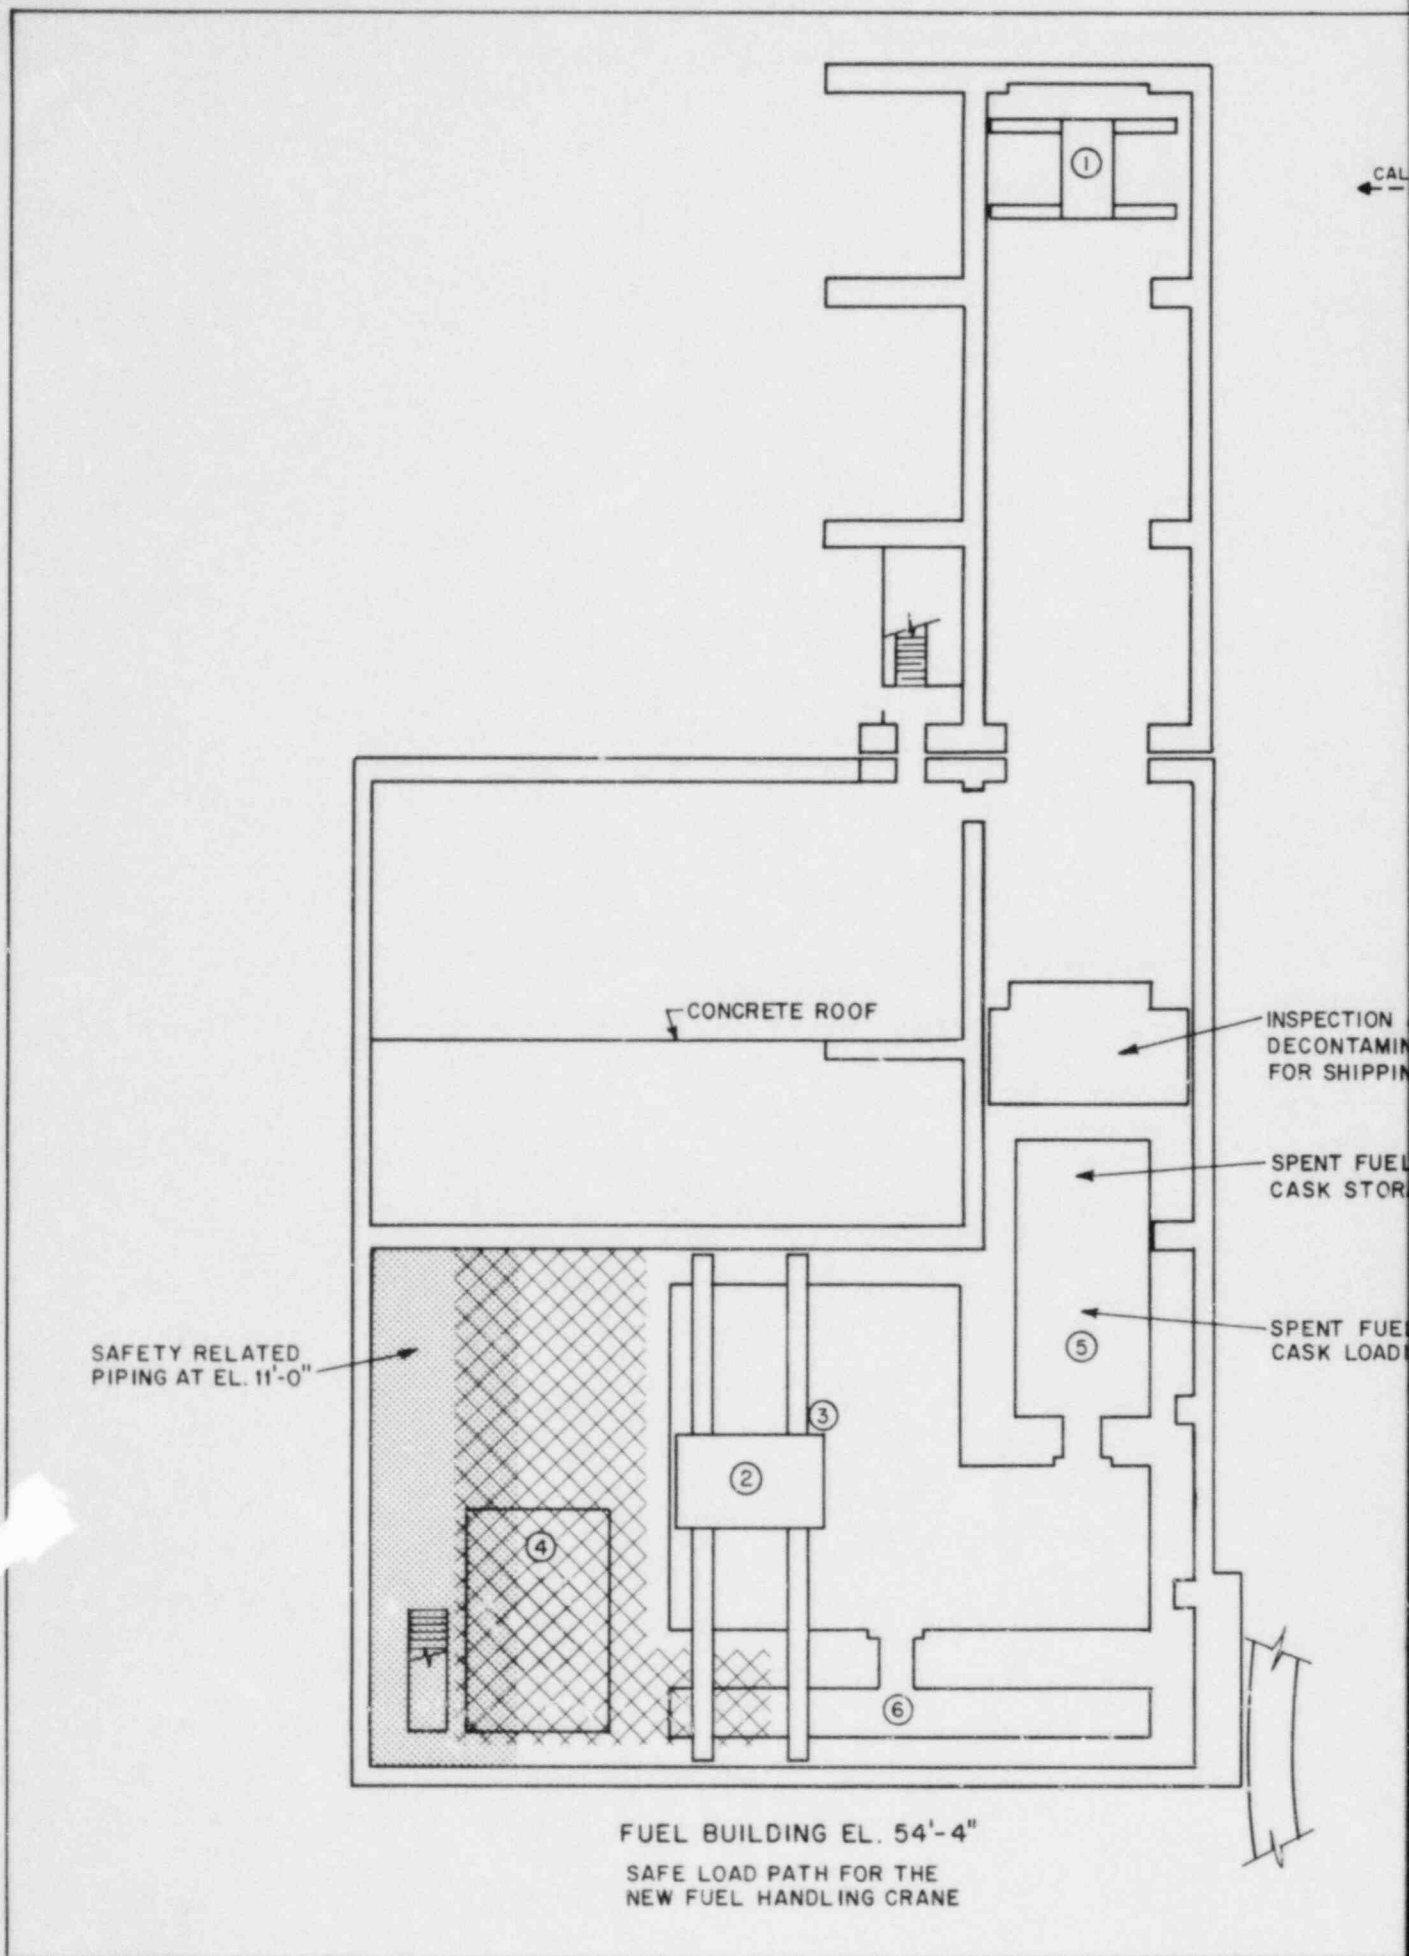 ①
CAL
CONCRETE ROOF
INSPECTION
DECONTAMIN
FOR SHIPPIN
SPENT FUEL
CASK STOR
SAFETY RELATED
PIPING AT EL. 11'-0"
SPENT FUEL
CASK LOADI
⑤
③
②
④
⑥
FUEL BUILDING EL. 54'-4"
SAFE LOAD PATH FOR THE
NEW FUEL HANDLING CRANE